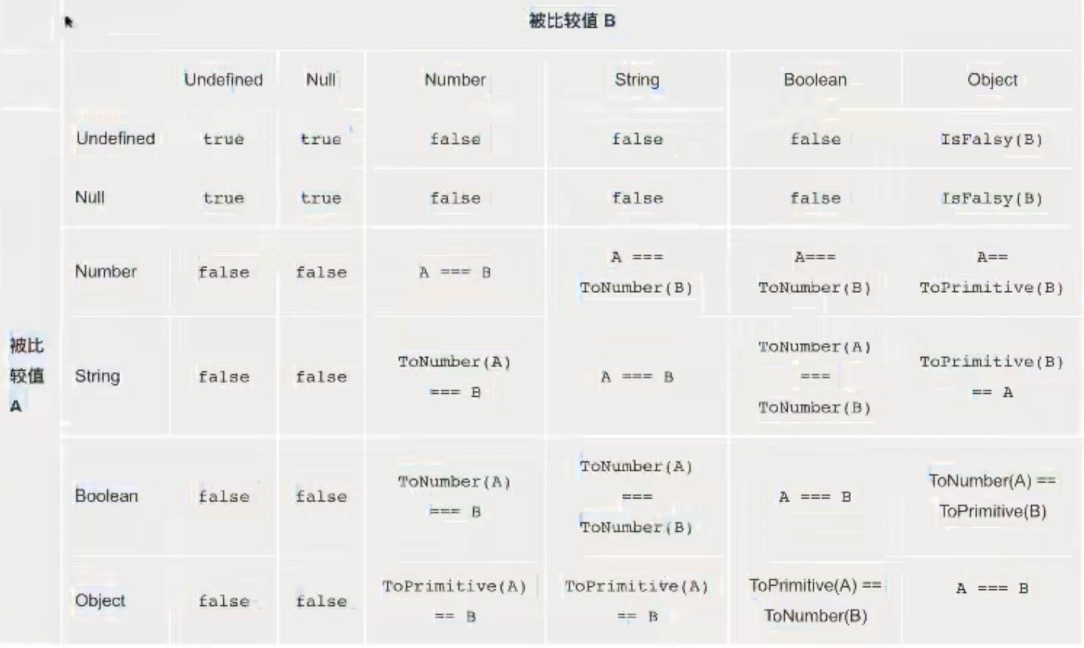 被比较值 B
Undefined Null Number String Boolean Object
Undefined true true false false false IsFalsy(B)
Null true true false false false IsFalsy(B)
A === A=== A==
Number false false A === B
ToNumber(B) ToNumber(B) ToPrimitive(B)
被比
较值
A
ToNumber(A)
ToNumber(A) ToPrimitive(B)
String false false A === B ===
=== B == A
ToNumber(B)
ToNumber(A)
ToNumber(A) ToNumber(A) ==
Boolean false false === A === B
=== B ToPrimitive(B)
ToNumber(B)
ToPrimitive(A) ToPrimitive(A) ToPrimitive(A) == A === B
Object false false
== B == B ToNumber(B)